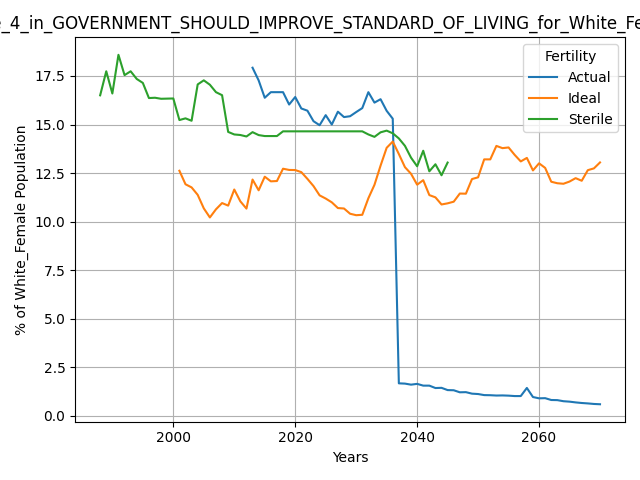 _4_in_GOVERNMENT_SHOULD_IMPROVE_STANDARD_OF_LIVING_for_White_Fe
Fertility
Actual
Ideal
Sterile
% of White_Female Population
17.5
15.0
12.5
10.0
7.5
5.0
2.5
0.0
2000
2020
2040
2060
Years